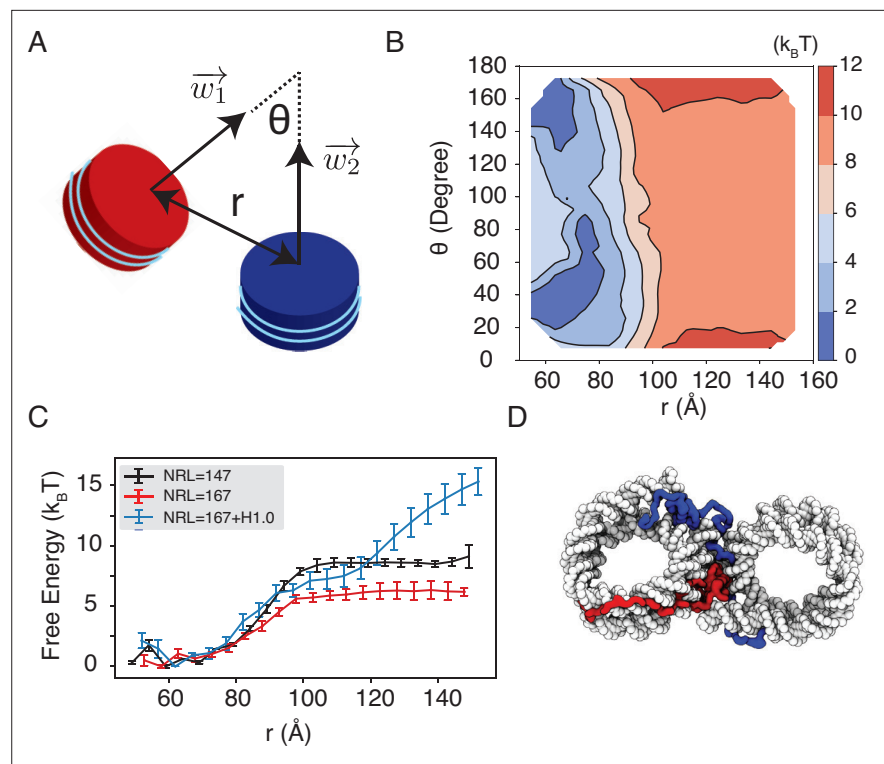 A
w₁
θ
w₂
r
B
(k_BT)
180
160
140
120
100
80
60
40
20
0
θ (Degree)
60 80 100 120 140 160
r (Å)
12
10
8
6
4
2
0
C
NRL=147
NRL=167
NRL=167+H1.0
15
10
5
0
Free Energy (k_BT)
60 80 100 120 140
r (Å)
D